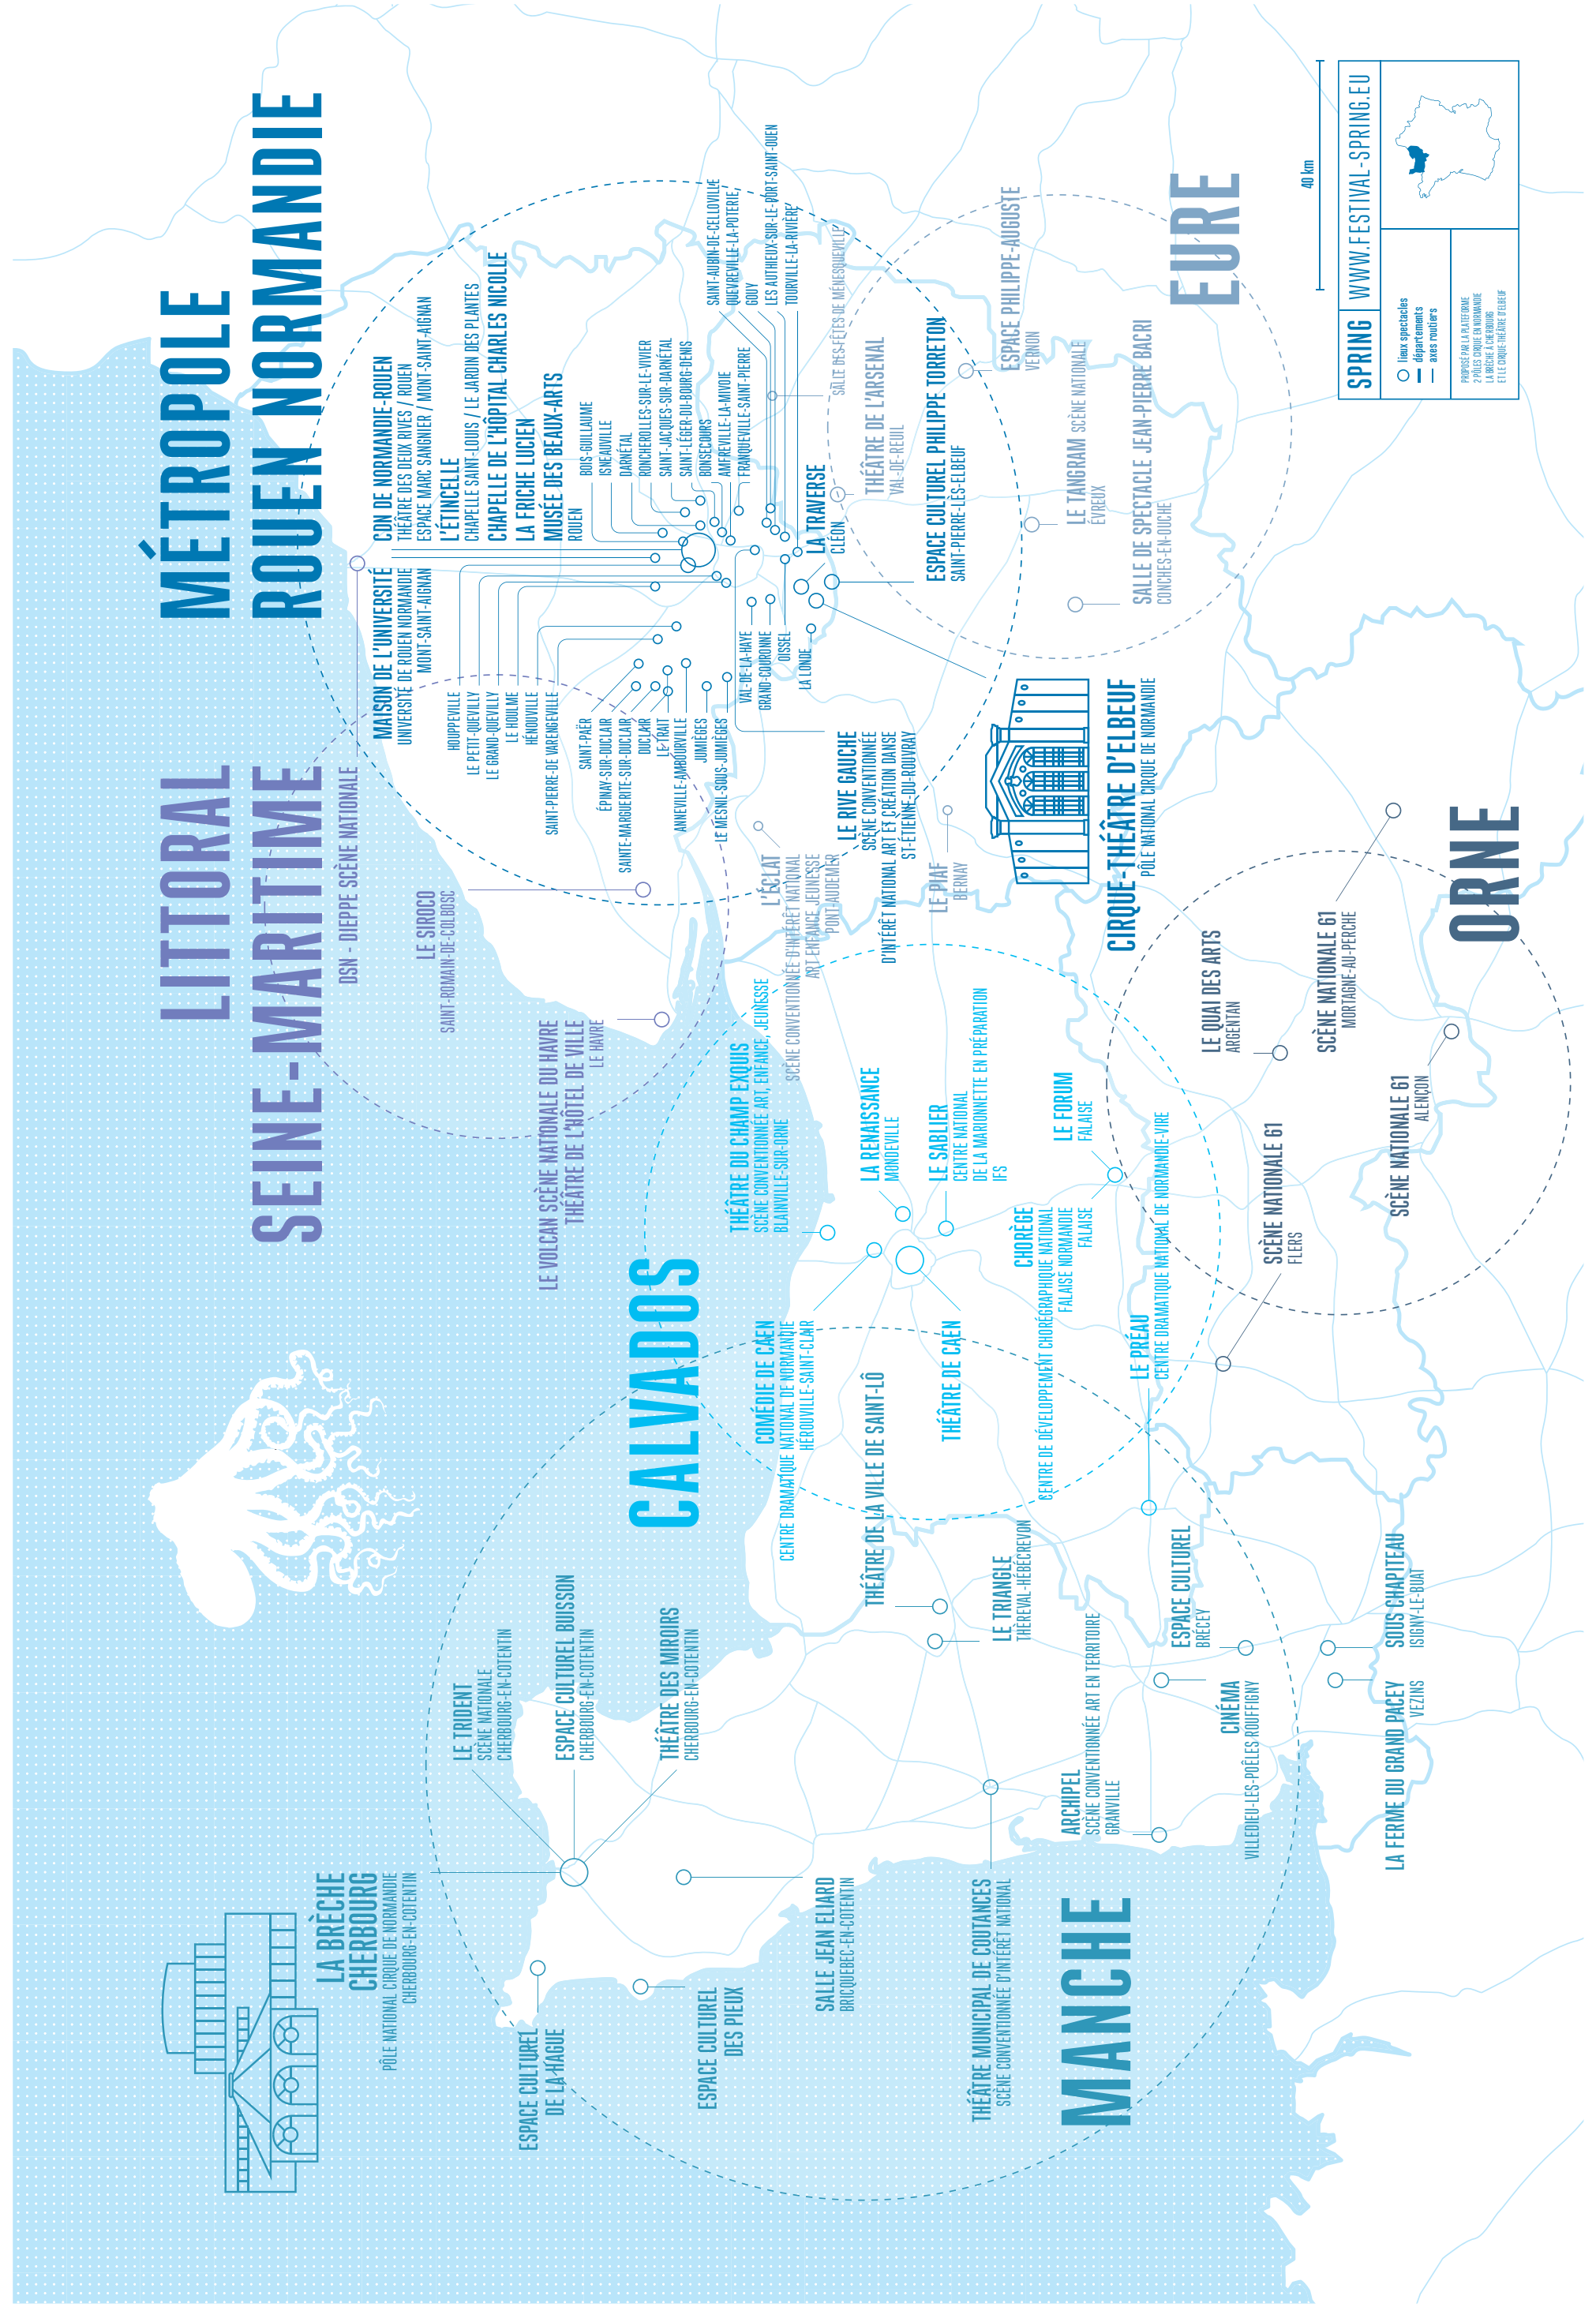 MÉTROPOLE
ROUEN NORMANDIE
LITTORAL
SEINE-MARITIME
CALVADOS
MANCHE
ORNE
EURE
LA BRÈCHE
CHERBOURG
PÔLE NATIONAL CIRQUE DE NORMANDIE
CHERBOURG-EN-COTENTIN
LE TRIDENT
SCÈNE NATIONALE
CHERBOURG-EN-COTENTIN
ESPACE CULTUREL BUISSON
CHERBOURG-EN-COTENTIN
THÉÂTRE DES MIROIRS
CHERBOURG-EN-COTENTIN
ESPACE CULTUREL
DE LA HAGUE
ESPACE CULTUREL
DES PIEUX
SALLE JEAN ELIARD
BRICQUEBEC-EN-COTENTIN
THÉÂTRE MUNICIPAL DE COUTANCES
SCÈNE CONVENTIONNÉE D'INTÉRÊT NATIONAL
THÉÂTRE DE LA VILLE DE SAINT-LÔ
LE TRIANGLE
THÈREVAL-HÉBÉCREVON
ARCHIPEL
SCÈNE CONVENTIONNÉE ART EN TERRITOIRE
GRANVILLE
ESPACE CULTUREL
BRÉCEY
CINÉMA
VILLEDIEU-LES-POÊLES ROUFFIGNY
SOUS CHAPITEAU
ISIGNY-LE-BUAT
LA FERME DU GRAND PACEY
VEZINS
COMÉDIE DE CAEN
CENTRE DRAMATIQUE NATIONAL DE NORMANDIE
HÉROUVILLE-SAINT-CLAIR
THÉÂTRE DE CAEN
THÉÂTRE DU CHAMP EXQUIS
SCÈNE CONVENTIONNÉE ART, ENFANCE, JEUNESSE
BLAINVILLE-SUR-ORNE
LA RENAISSANCE
MONDEVILLE
LE SABLIER
CENTRE NATIONAL
DE LA MARIONNETTE EN PRÉPARATION
IFS
LE FORUM
FALAISE
CHORÈGE
CENTRE DE DÉVELOPPEMENT CHORÉGRAPHIQUE NATIONAL
FALAISE NORMANDIE
FALAISE
LE PRÉAU
CENTRE DRAMATIQUE NATIONAL DE NORMANDIE-VIRE
LE QUAI DES ARTS
ARGENTAN
SCÈNE NATIONALE 61
MORTAGNE-AU-PERCHE
SCÈNE NATIONALE 61
ALENÇON
SCÈNE NATIONALE 61
FLERS
LE VOLCAN SCÈNE NATIONALE DU HAVRE
THÉÂTRE DE L'HÔTEL DE VILLE
LE HAVRE
LE SIROCO
SAINT-ROMAIN-DE-COLBOSC
DSN - DIEPPE SCÈNE NATIONALE
CDN DE NORMANDIE-ROUEN
THÉÂTRE DES DEUX RIVES / ROUEN
ESPACE MARC SANGNIER / MONT-SAINT-AIGNAN
L'ÉTINCELLE
CHAPELLE SAINT-LOUIS / LE JARDIN DES PLANTES
CHAPELLE DE L'HÔPITAL CHARLES NICOLLE
LA FRICHE LUCIEN
MUSÉE DES BEAUX-ARTS
ROUEN
MAISON DE L'UNIVERSITÉ
UNIVERSITÉ DE ROUEN NORMANDIE
MONT-SAINT-AIGNAN
BOIS-GUILLAUME
ISNEAUVILLE
DARNÉTAL
RONCHEROLLES-SUR-LE-VIVIER
SAINT-JACQUES-SUR-DARNÉTAL
SAINT-LÉGER-DU-BOURG-DENIS
BONSECOURS
AMFREVILLE-LA-MIVOIE
FRANQUEVILLE-SAINT-PIERRE
SAINT-AUBIN-DE-CELLOVILLE
QUEVREVILLE-LA-POTERIE
GOUY
LES AUTHIEUX-SUR-LE-PORT-SAINT-OUEN
TOURVILLE-LA-RIVIÈRE
HOUPPEVILLE
LE PETIT-QUEVILLY
LE GRAND-QUEVILLY
LE HOULME
HÉNOUVILLE
SAINT-PIERRE-DE VARENGEVILLE
SAINT-PAËR
ÉPINAY-SUR-DUCLAIR
SAINTE-MARGUERITE-SUR-DUCLAIR
DUCLAIR
LE TRAIT
ANNEVILLE-AMBOURVILLE
JUMIÈGES
LE MESNIL-SOUS-JUMIÈGES
VAL-DE-LA-HAYE
GRAND-COURONNE
OISSEL
LA LONDE
LA TRAVERSE
CLÉON
ESPACE CULTUREL PHILIPPE TORRETON
SAINT-PIERRE-LÈS-ELBEUF
LE RIVE GAUCHE
SCÈNE CONVENTIONNÉE
D'INTÉRÊT NATIONAL ART ET CRÉATION DANSE
ST-ÉTIENNE-DU-ROUVRAY
CIRQUE-THÉÂTRE D'ELBEUF
PÔLE NATIONAL CIRQUE DE NORMANDIE
L'ÉCLAT
SCÈNE CONVENTIONNÉE D'INTÉRÊT NATIONAL
ART ENFANCE JEUNESSE
PONT-AUDEMER
LE PIAF
BERNAY
SALLE DES FÊTES DE MÉNESQUEVILLE
THÉÂTRE DE L'ARSENAL
VAL-DE-REUIL
ESPACE PHILIPPE-AUGUSTE
VERNON
LE TANGRAM SCÈNE NATIONALE
ÉVREUX
SALLE DE SPECTACLE JEAN-PIERRE BACRI
CONCHES-EN-OUCHE
40 km
SPRING
WWW.FESTIVAL-SPRING.EU
lieux spectacles
départements
axes routiers
PROPOSÉ PAR LA PLATEFORME
2 PÔLES CIRQUE EN NORMANDIE
LA BRÈCHE À CHERBOURG
ET LE CIRQUE-THÉÂTRE D'ELBEUF